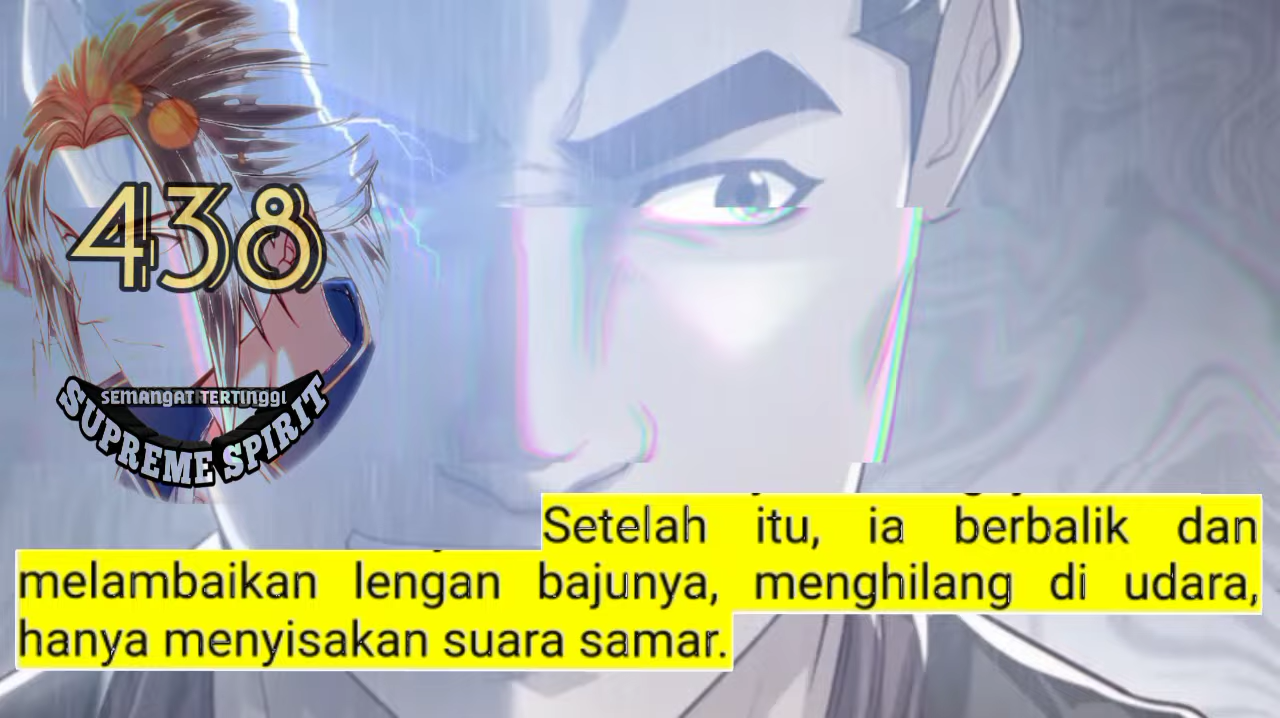 438
SEMANGAT TERTINGGI
SUPREME SPIRIT
Setelah itu, ia berbalik dan
melambaikan lengan bajunya, menghilang di udara,
hanya menyisakan suara samar.